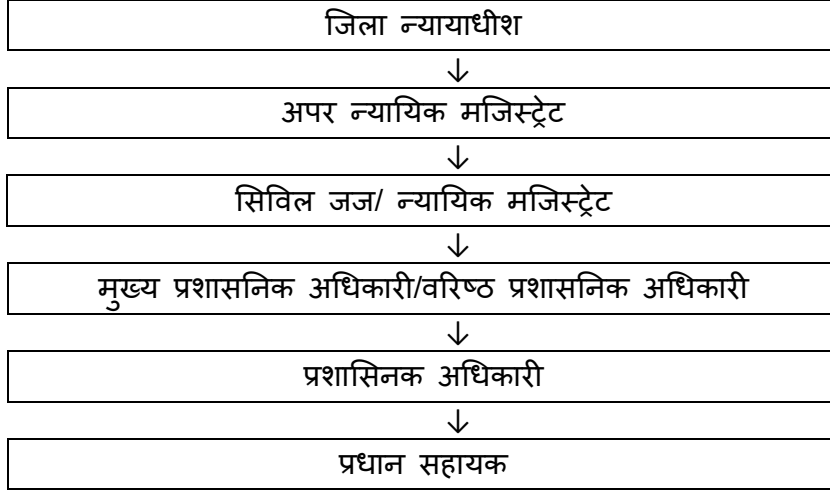 जिला न्यायाधीश
↓
अपर न्यायिक मजिस्ट्रेट
↓
सिविल जज/ न्यायिक मजिस्ट्रेट
↓
मुख्य प्रशासनिक अधिकारी/वरिष्ठ प्रशासनिक अधिकारी
↓
प्रशासिनक अधिकारी
↓
प्रधान सहायक